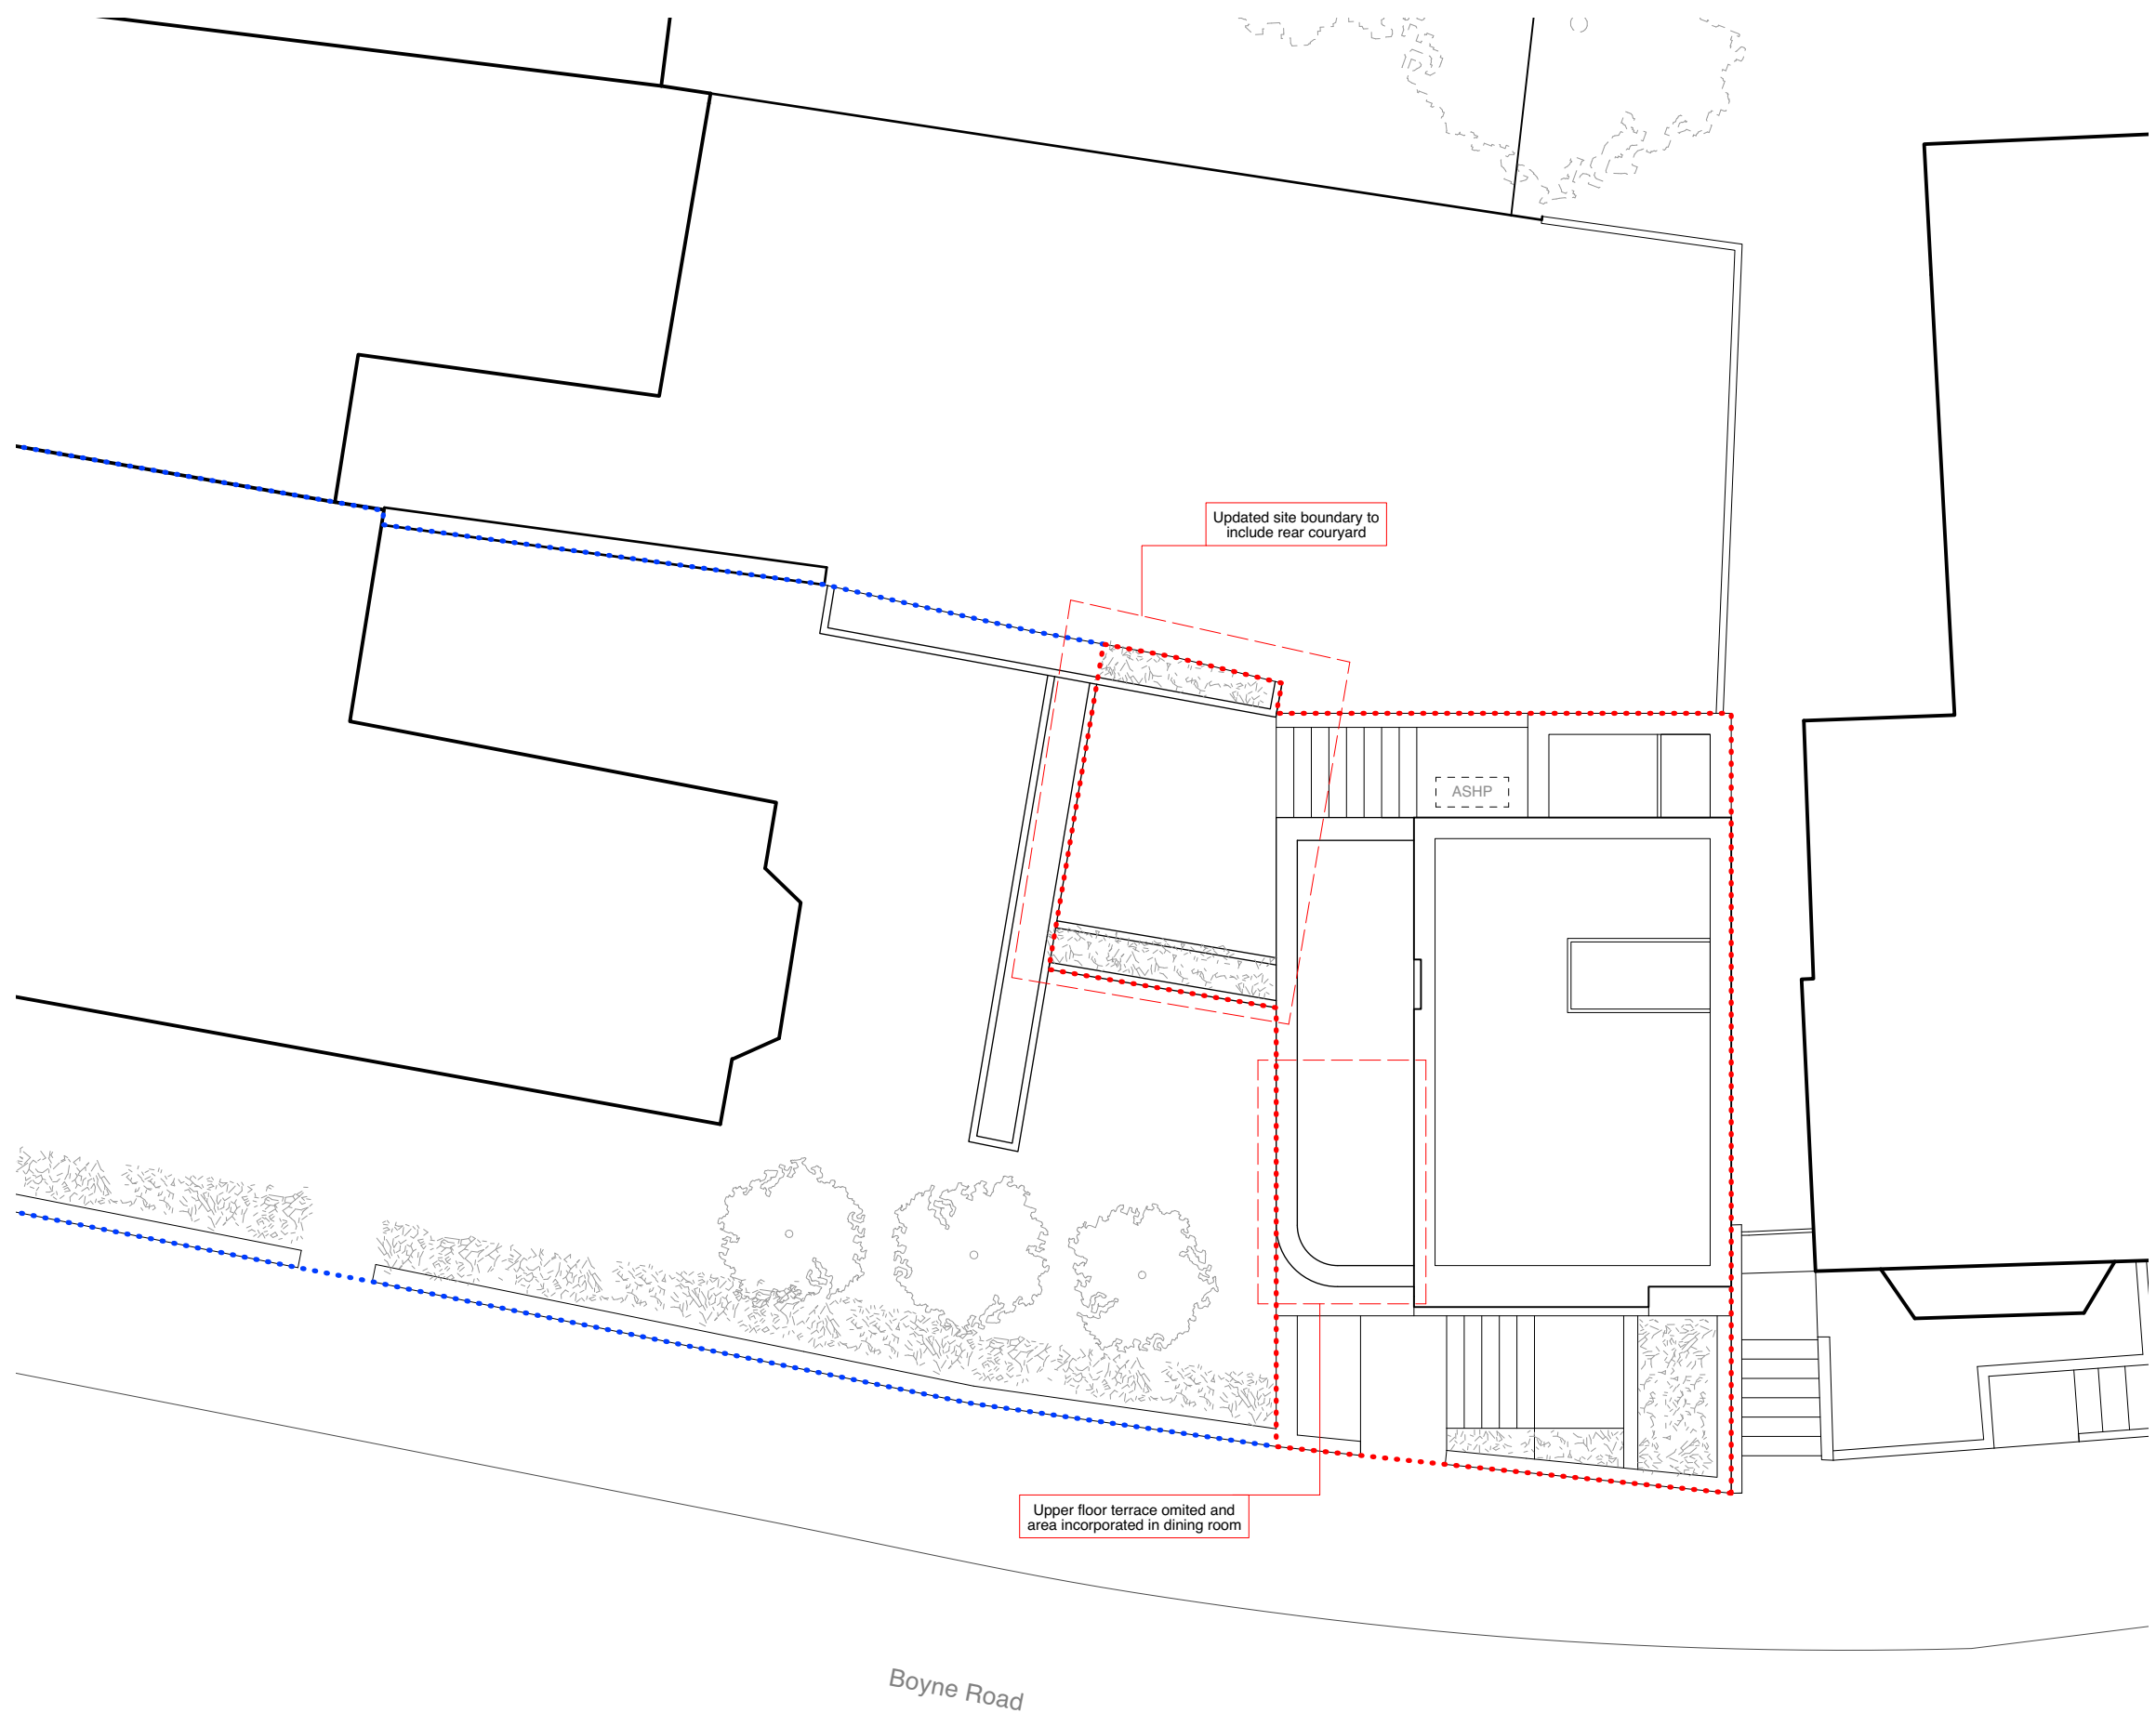 Updated site boundary to
include rear couryard
ASHP
Upper floor terrace omited and
area incorporated in dining room
Boyne Road